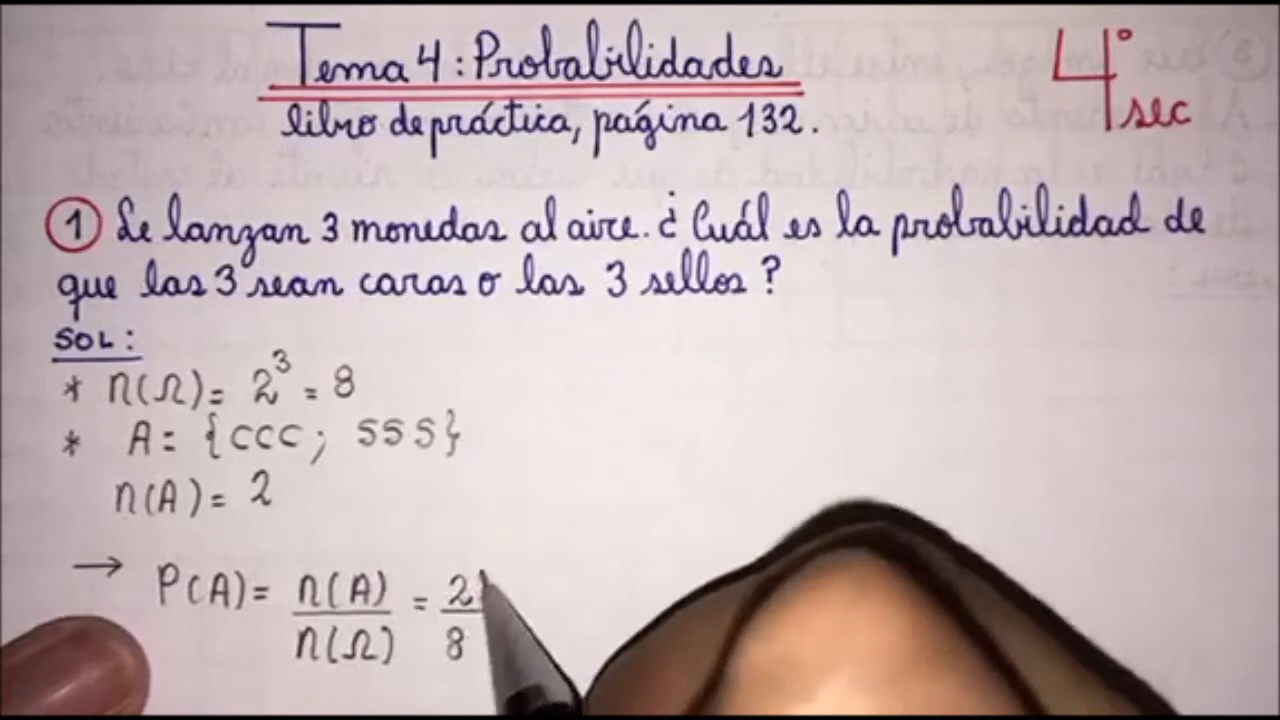 Tema 4: Probabilidades
libro de práctica, página 132.
4° sec
① Se lanzan 3 monedas al aire. ¿Cuál es la probabilidad de
que las 3 sean caras o las 3 sellos?
SOL:
* n(Ω) = 2³ = 8
* A = {CCC; SSS}
n(A) = 2
→ P(A) = n(A)/n(Ω) = 2/8